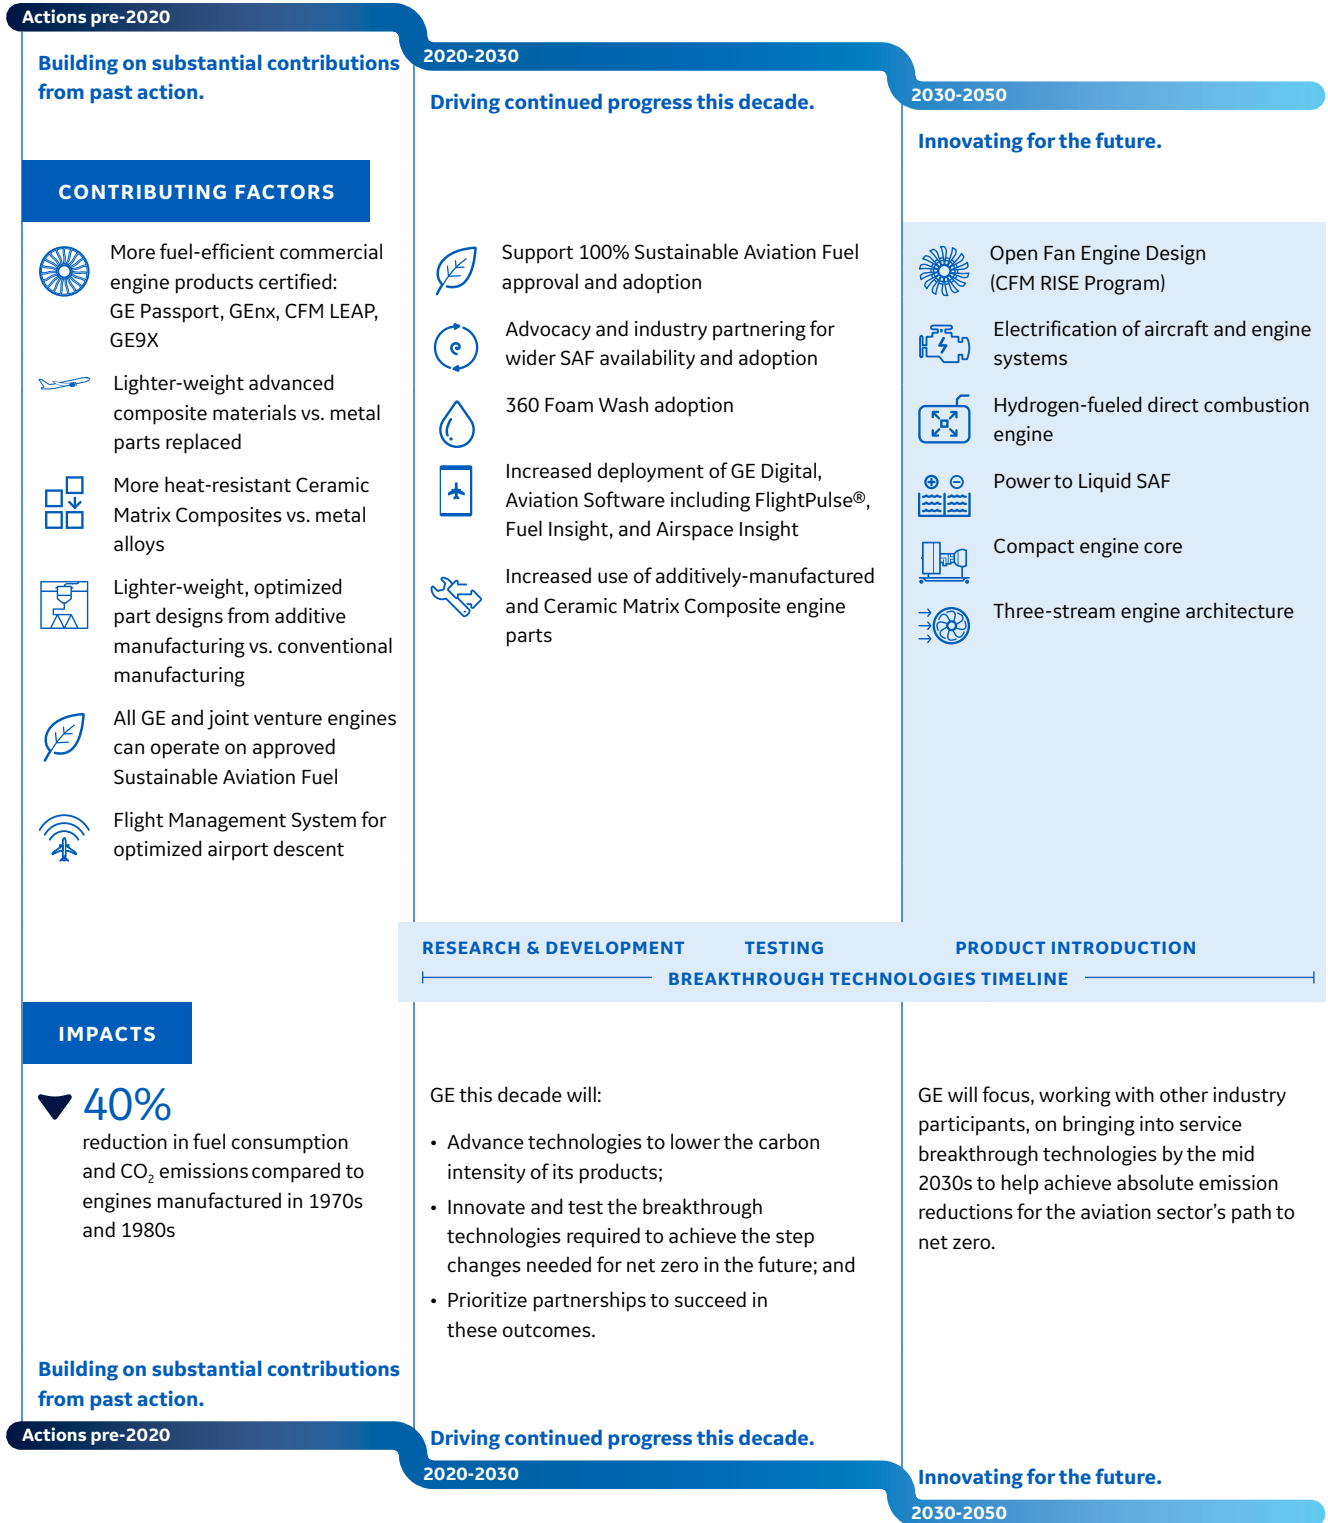 Actions pre-2020
Building on substantial contributions
from past action.
2020-2030
Driving continued progress this decade.
2030-2050
Innovating for the future.
CONTRIBUTING FACTORS
More fuel-efficient commercial
engine products certified:
GE Passport, GEnx, CFM LEAP,
GE9X
Lighter-weight advanced
composite materials vs. metal
parts replaced
More heat-resistant Ceramic
Matrix Composites vs. metal
alloys
Lighter-weight, optimized
part designs from additive
manufacturing vs. conventional
manufacturing
All GE and joint venture engines
can operate on approved
Sustainable Aviation Fuel
Flight Management System for
optimized airport descent
Support 100% Sustainable Aviation Fuel
approval and adoption
Advocacy and industry partnering for
wider SAF availability and adoption
360 Foam Wash adoption
Increased deployment of GE Digital,
Aviation Software including FlightPulse®,
Fuel Insight, and Airspace Insight
Increased use of additively-manufactured
and Ceramic Matrix Composite engine
parts
Open Fan Engine Design
(CFM RISE Program)
Electrification of aircraft and engine
systems
Hydrogen-fueled direct combustion
engine
Power to Liquid SAF
Compact engine core
Three-stream engine architecture
RESEARCH & DEVELOPMENT TESTING PRODUCT INTRODUCTION
BREAKTHROUGH TECHNOLOGIES TIMELINE
IMPACTS
40%
reduction in fuel consumption
and CO₂ emissions compared to
engines manufactured in 1970s
and 1980s
GE this decade will:
• Advance technologies to lower the carbon
intensity of its products;
• Innovate and test the breakthrough
technologies required to achieve the step
changes needed for net zero in the future; and
• Prioritize partnerships to succeed in
these outcomes.
GE will focus, working with other industry
participants, on bringing into service
breakthrough technologies by the mid
2030s to help achieve absolute emission
reductions for the aviation sector's path to
net zero.
Building on substantial contributions
from past action.
Actions pre-2020
Driving continued progress this decade.
2020-2030
Innovating for the future.
2030-2050